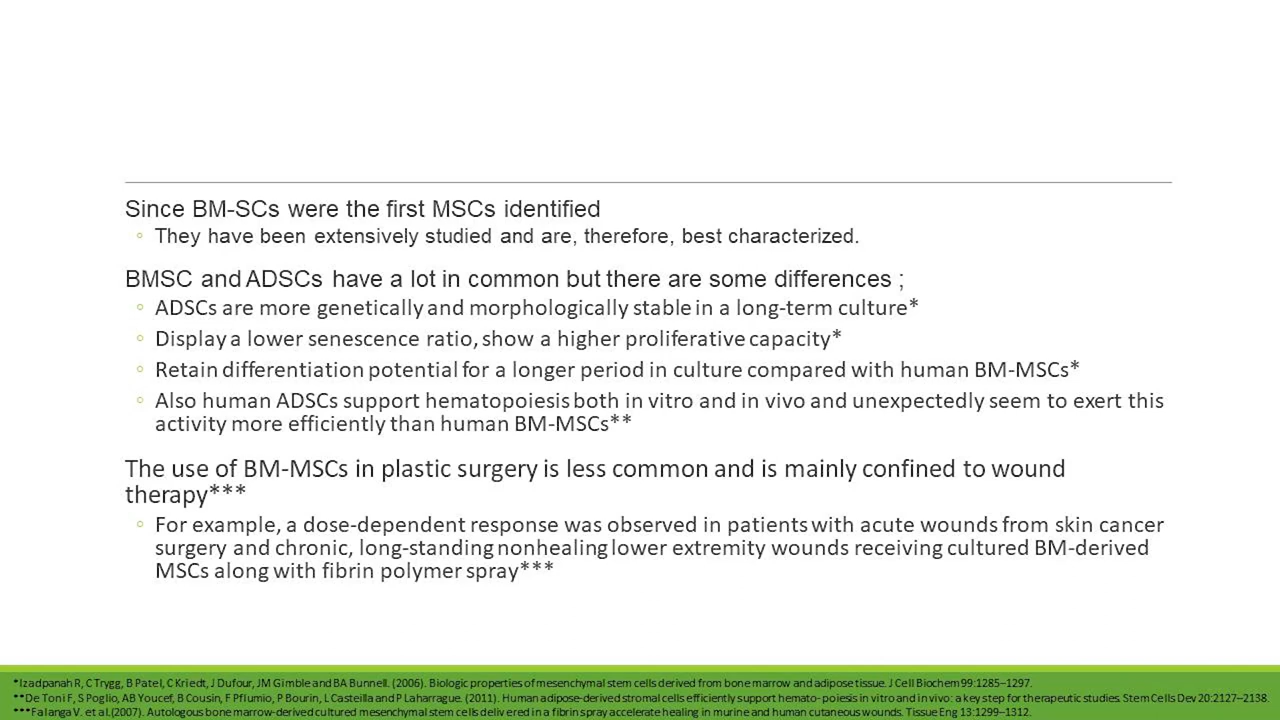 Since BM-SCs were the first MSCs identified
◦ They have been extensively studied and are, therefore, best characterized.
BMSC and ADSCs have a lot in common but there are some differences ;
◦ ADSCs are more genetically and morphologically stable in a long-term culture*
◦ Display a lower senescence ratio, show a higher proliferative capacity*
◦ Retain differentiation potential for a longer period in culture compared with human BM-MSCs*
◦ Also human ADSCs support hematopoiesis both in vitro and in vivo and unexpectedly seem to exert this
activity more efficiently than human BM-MSCs**
The use of BM-MSCs in plastic surgery is less common and is mainly confined to wound
therapy***
◦ For example, a dose-dependent response was observed in patients with acute wounds from skin cancer
surgery and chronic, long-standing nonhealing lower extremity wounds receiving cultured BM-derived
MSCs along with fibrin polymer spray***
*Izadpanah R, C Trygg, B Patel, C Kriedt, J Dufour, JM Gimble and BA Bunnell. (2006). Biologic properties of mesenchymal stem cells derived from bone marrow and adipose tissue. J Cell Biochem 99:1285–1297.
**De Toni F, S Poglio, AB Youcef, B Cousin, F Pflumio, P Bourin, L Casteilla and P Laharrague. (2011). Human adipose-derived stromal cells efficiently support hemato- poiesis in vitro and in vivo: a key step for therapeutic studies. Stem Cells Dev 20:2127–2138.
***Falanga V. et al.(2007). Autologous bone marrow-derived cultured mesenchymal stem cells delivered in a fibrin spray accelerate healing in murine and human cutaneous wounds. Tissue Eng 13:1299–1312.